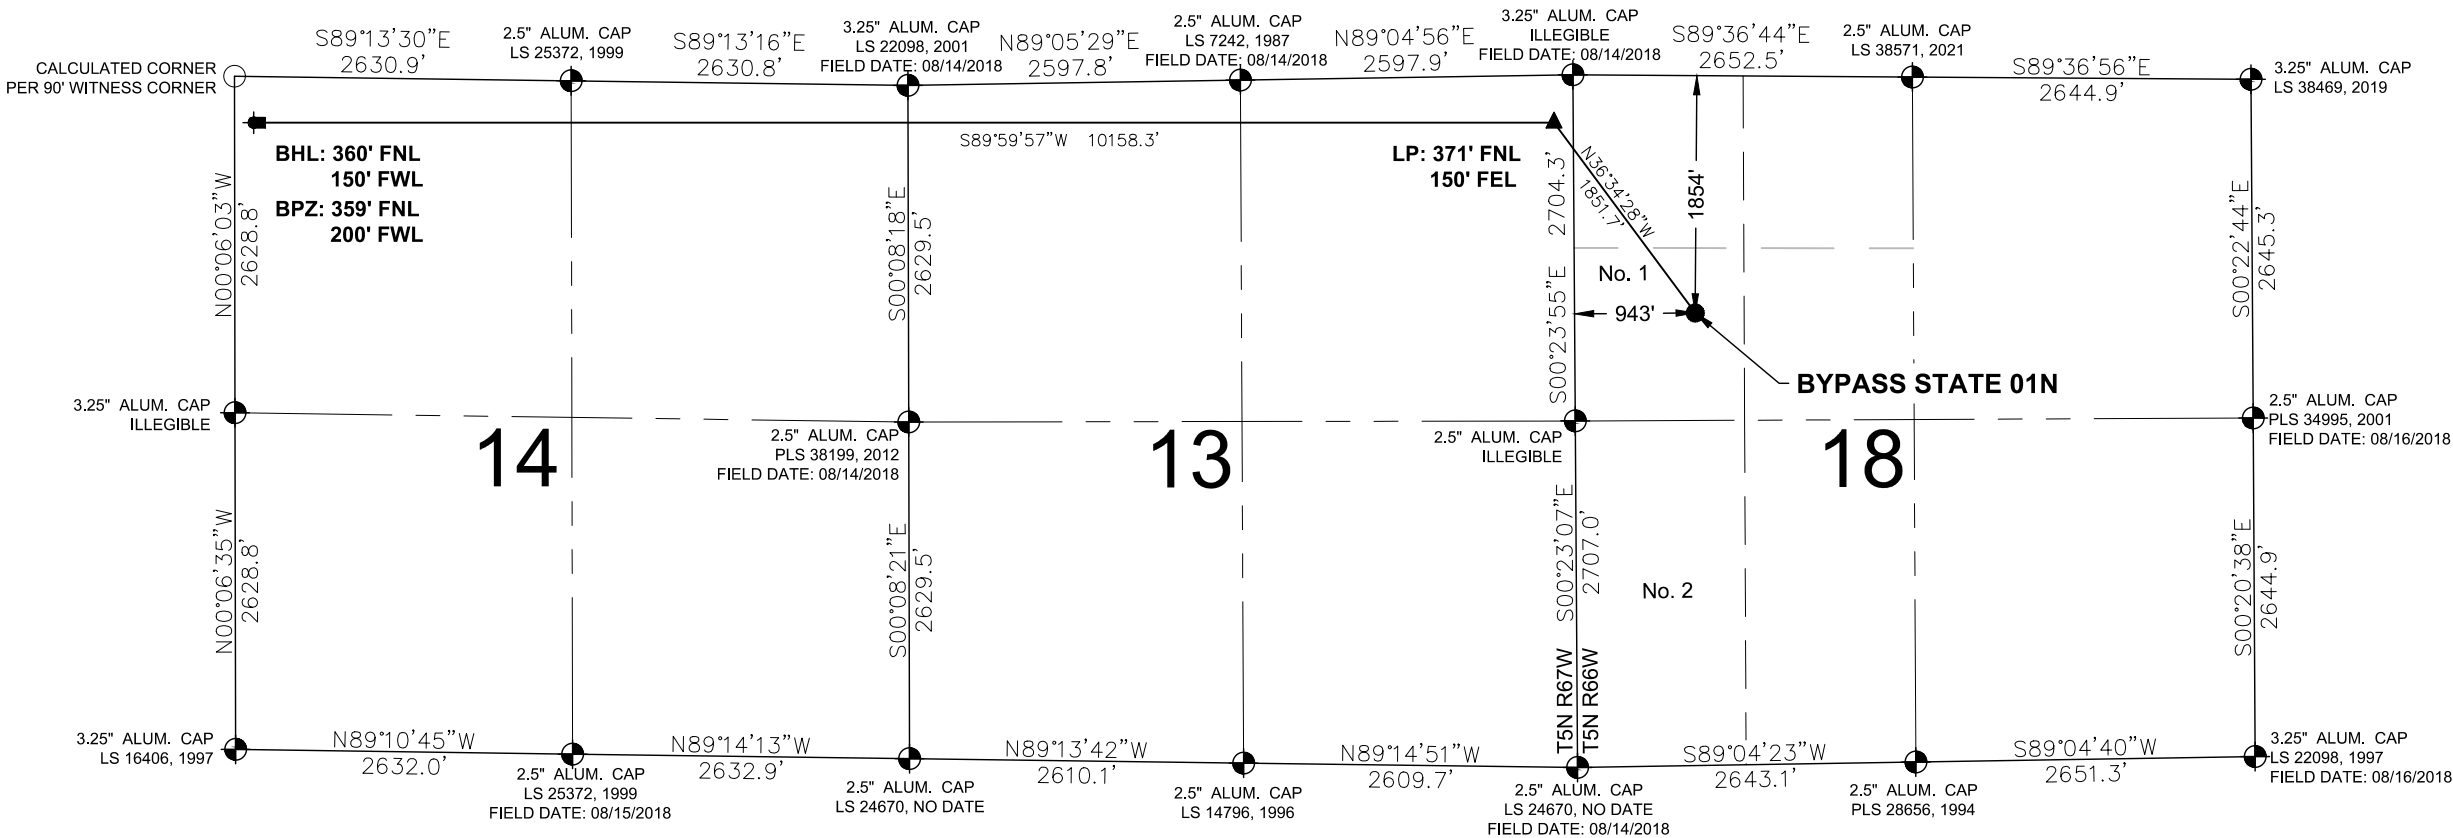 CALCULATED CORNER
PER 90' WITNESS CORNER
S89°13'30"E
2630.9'
2.5" ALUM. CAP
LS 25372, 1999
S89°13'16"E
2630.8'
3.25" ALUM. CAP
LS 22098, 2001
FIELD DATE: 08/14/2018
N89°05'29"E
2597.8'
2.5" ALUM. CAP
LS 7242, 1987
FIELD DATE: 08/14/2018
N89°04'56"E
2597.9'
3.25" ALUM. CAP
ILLEGIBLE
FIELD DATE: 08/14/2018
S89°36'44"E
2652.5'
2.5" ALUM. CAP
LS 38571, 2021
S89°36'56"E
2644.9'
3.25" ALUM. CAP
LS 38469, 2019
S89°59'57"W 10158.3'
BHL: 360' FNL
150' FWL
BPZ: 359' FNL
200' FWL
LP: 371' FNL
150' FEL
N36°34'28"W
1851.7'
1854'
N00°06'03"W
2628.8'
S00°08'18"E
2629.5'
S00°23'55"E 2704.3'
No. 1
943'
S00°22'44"E
2645.3'
BYPASS STATE 01N
3.25" ALUM. CAP
ILLEGIBLE
14
2.5" ALUM. CAP
PLS 38199, 2012
FIELD DATE: 08/14/2018
13
2.5" ALUM. CAP
ILLEGIBLE
18
2.5" ALUM. CAP
PLS 34995, 2001
FIELD DATE: 08/16/2018
N00°06'35"W
2628.8'
S00°08'21"E
2629.5'
S00°23'07"E
2707.0'
No. 2
S00°20'38"E
2644.9'
T5N R67W
T5N R66W
3.25" ALUM. CAP
LS 16406, 1997
N89°10'45"W
2632.0'
2.5" ALUM. CAP
LS 25372, 1999
FIELD DATE: 08/15/2018
N89°14'13"W
2632.9'
2.5" ALUM. CAP
LS 24670, NO DATE
N89°13'42"W
2610.1'
2.5" ALUM. CAP
LS 14796, 1996
N89°14'51"W
2609.7'
2.5" ALUM. CAP
LS 24670, NO DATE
FIELD DATE: 08/14/2018
S89°04'23"W
2643.1'
2.5" ALUM. CAP
PLS 28656, 1994
S89°04'40"W
2651.3'
3.25" ALUM. CAP
LS 22098, 1997
FIELD DATE: 08/16/2018